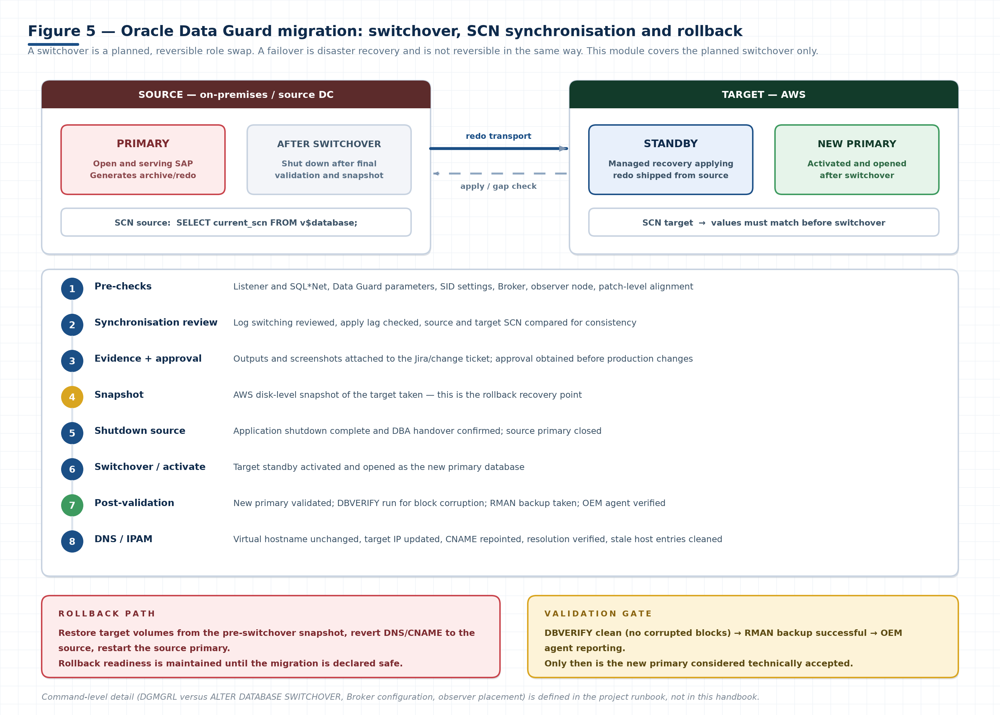 Figure 5 — Oracle Data Guard migration: switchover, SCN synchronisation and rollback
A switchover is a planned, reversible role swap. A failover is disaster recovery and is not reversible in the same way. This module covers the planned switchover only.
SOURCE — on-premises / source DC
PRIMARY
Open and serving SAP
Generates archive/redo
AFTER SWITCHOVER
Shut down after final
validation and snapshot
SCN source: SELECT current_scn FROM v$database;
redo transport
apply / gap check
TARGET — AWS
STANDBY
Managed recovery applying
redo shipped from source
NEW PRIMARY
Activated and opened
after switchover
SCN target → values must match before switchover
1 Pre-checks Listener and SQL*Net, Data Guard parameters, SID settings, Broker, observer node, patch-level alignment
2 Synchronisation review Log switching reviewed, apply lag checked, source and target SCN compared for consistency
3 Evidence + approval Outputs and screenshots attached to the Jira/change ticket; approval obtained before production changes
4 Snapshot AWS disk-level snapshot of the target taken — this is the rollback recovery point
5 Shutdown source Application shutdown complete and DBA handover confirmed; source primary closed
6 Switchover / activate Target standby activated and opened as the new primary database
7 Post-validation New primary validated; DBVERIFY run for block corruption; RMAN backup taken; OEM agent verified
8 DNS / IPAM Virtual hostname unchanged, target IP updated, CNAME repointed, resolution verified, stale host entries cleaned
ROLLBACK PATH
Restore target volumes from the pre-switchover snapshot, revert DNS/CNAME to the
source, restart the source primary.
Rollback readiness is maintained until the migration is declared safe.
VALIDATION GATE
DBVERIFY clean (no corrupted blocks) → RMAN backup successful → OEM
agent reporting.
Only then is the new primary considered technically accepted.
Command-level detail (DGMGRL versus ALTER DATABASE SWITCHOVER, Broker configuration, observer placement) is defined in the project runbook, not in this handbook.